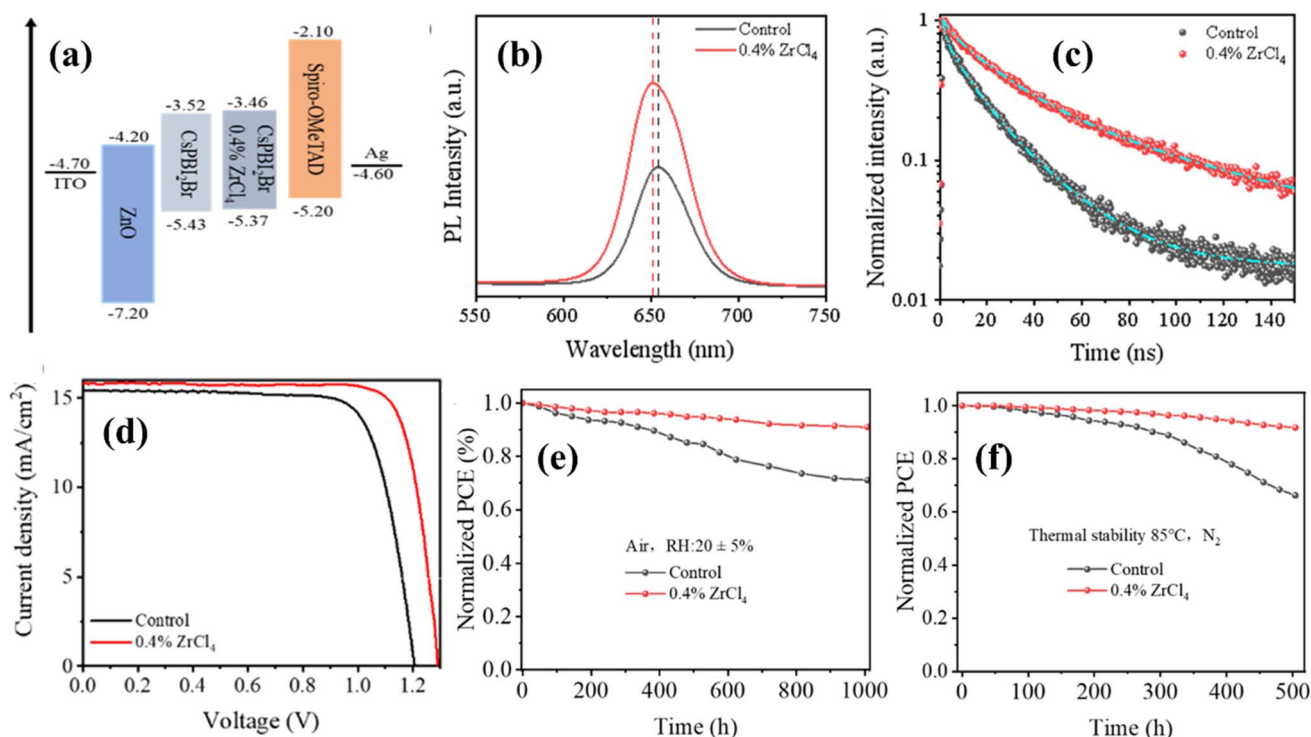 (a)
-2.10
-3.52
-3.46
-4.20
-4.70
ITO
ZnO
CsPBI₂Br
CsPBI₂Br
0.4% ZrCl₄
Spiro-OMeTAD
Ag
-4.60
-5.43
-5.37
-5.20
-7.20
(b)
Control
0.4% ZrCl₄
PL Intensity (a.u.)
550
600
650
700
750
Wavelength (nm)
(c)
Control
0.4% ZrCl₄
Normalized intensity (a.u.)
1
0.1
0.01
0
20
40
60
80
100
120
140
Time (ns)
(d)
Current density (mA/cm²)
15
10
5
0
Control
0.4% ZrCl₄
0.0
0.2
0.4
0.6
0.8
1.0
1.2
Voltage (V)
(e)
Normalized PCE (%)
1.0
0.8
0.6
0.4
0.2
0.0
Air, RH:20 ± 5%
Control
0.4% ZrCl₄
0
200
400
600
800
1000
Time (h)
(f)
Normalized PCE
1.0
0.8
0.6
0.4
0.2
0.0
Thermal stability 85°C, N₂
Control
0.4% ZrCl₄
0
100
200
300
400
500
Time (h)